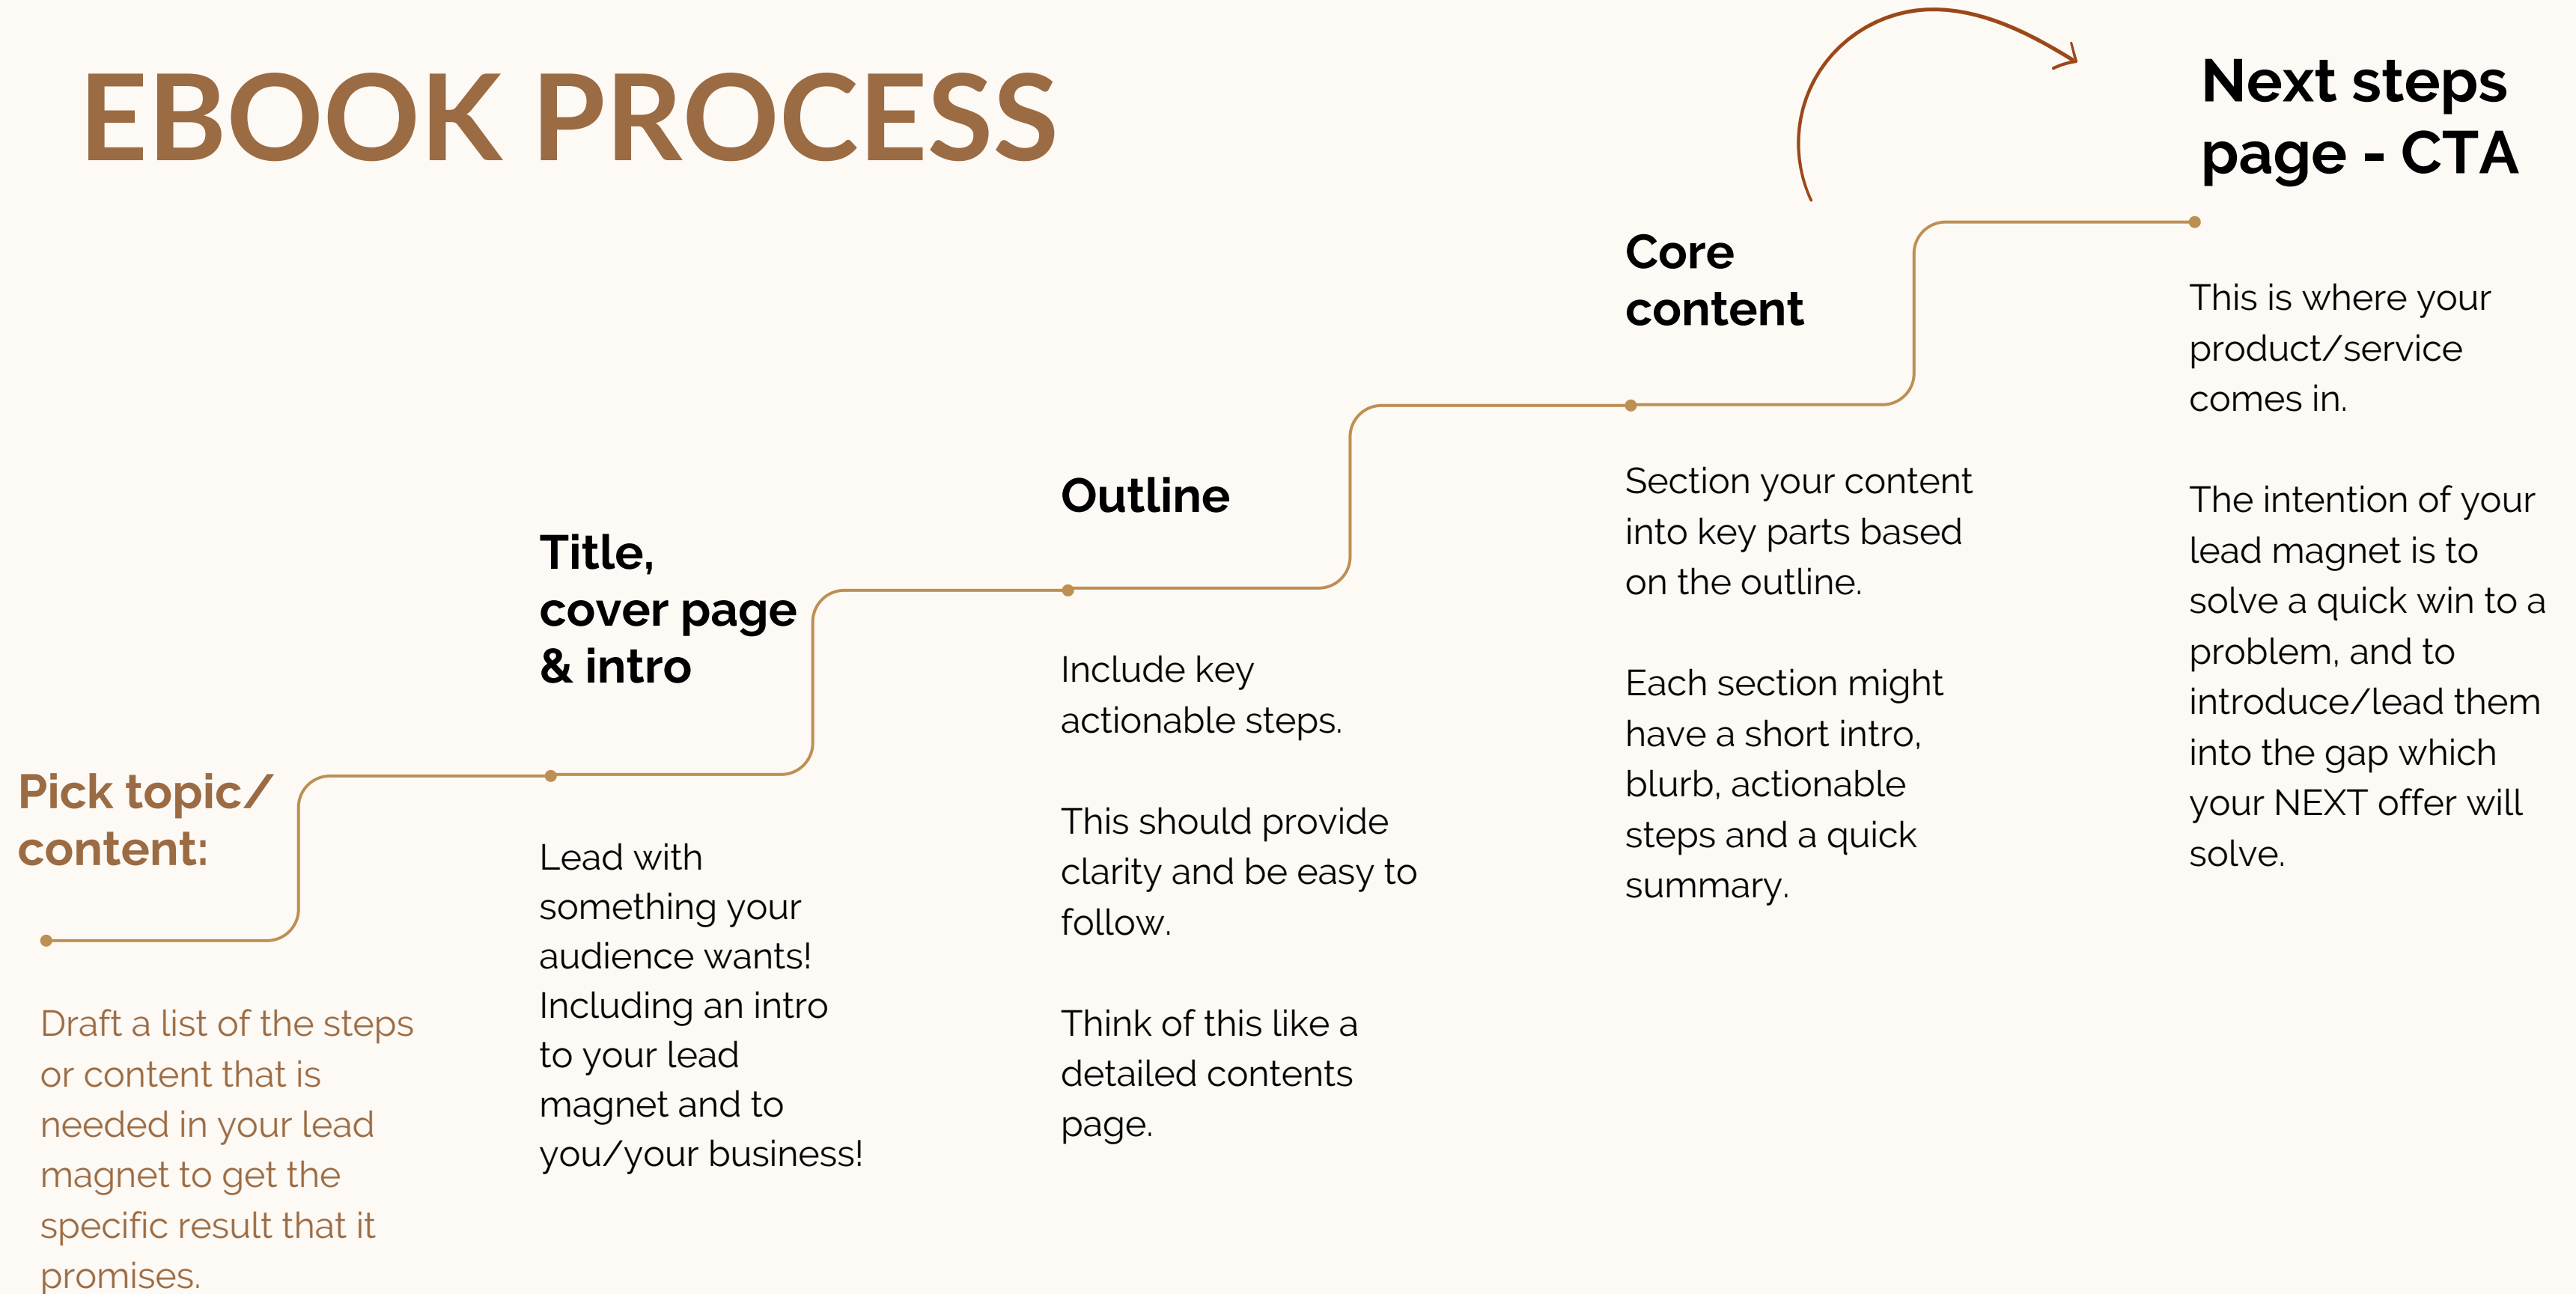 EBOOK PROCESS
Pick topic/
content:
Draft a list of the steps
or content that is
needed in your lead
magnet to get the
specific result that it
promises.
Title,
cover page
& intro
Lead with
something your
audience wants!
Including an intro
to your lead
magnet and to
you/your business!
Outline
Include key
actionable steps.
This should provide
clarity and be easy to
follow.
Think of this like a
detailed contents
page.
Core
content
Section your content
into key parts based
on the outline.
Each section might
have a short intro,
blurb, actionable
steps and a quick
summary.
Next steps
page - CTA
This is where your
product/service
comes in.
The intention of your
lead magnet is to
solve a quick win to a
problem, and to
introduce/lead them
into the gap which
your NEXT offer will
solve.